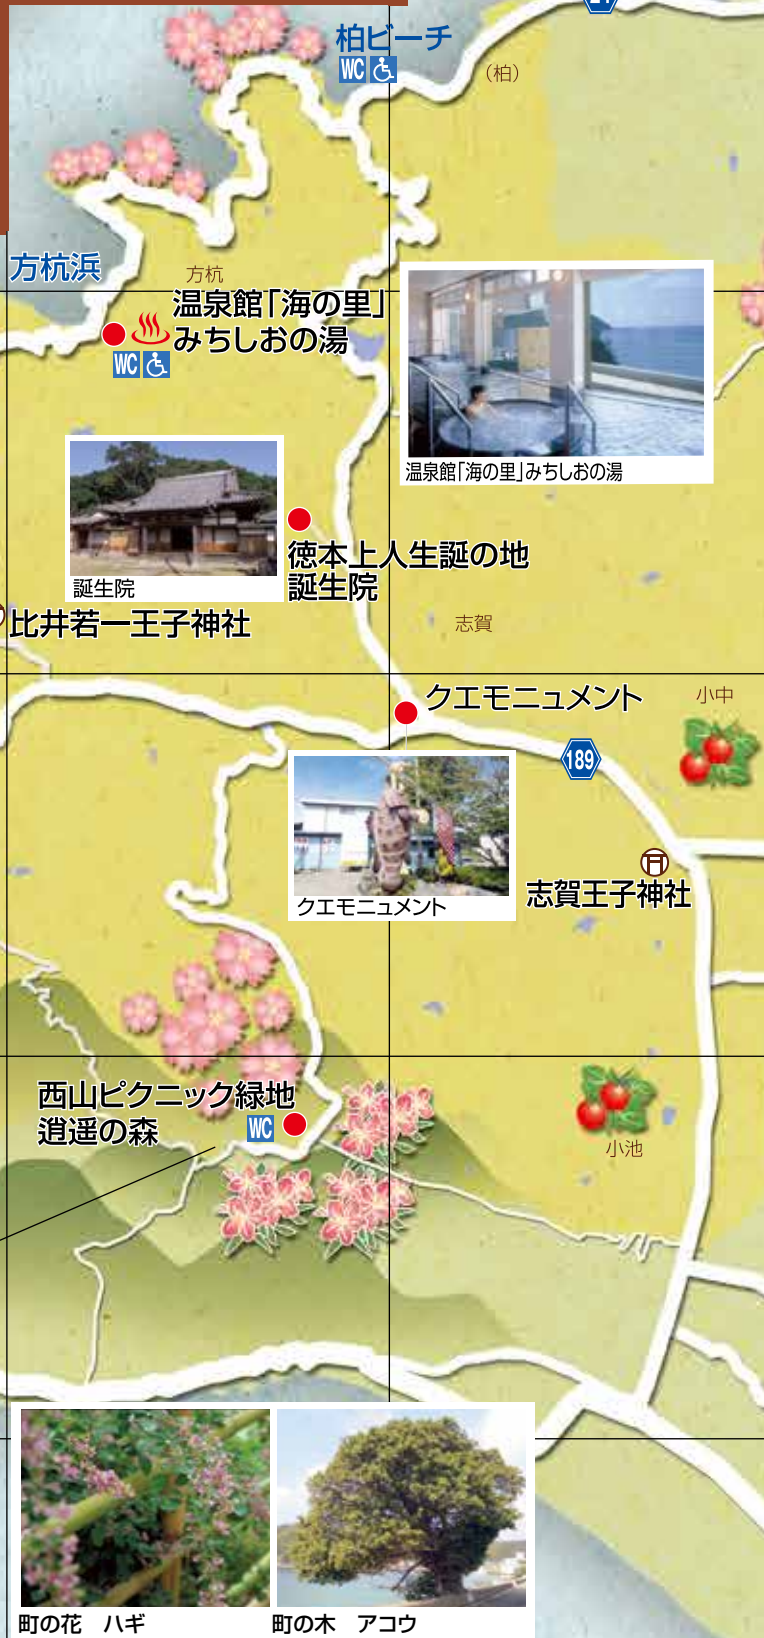 柏ビーチ
WC
(柏)
方杭浜
方杭
温泉館「海の里」
みちしおの湯
WC
温泉館「海の里」みちしおの湯
誕生院
徳本上人生誕の地
誕生院
比井若一王子神社
志賀
クエモニュメント
小中
189
クエモニュメント
志賀王子神社
西山ピクニック緑地
逍遥の森
WC
小池
町の花　ハギ
町の木　アコウ